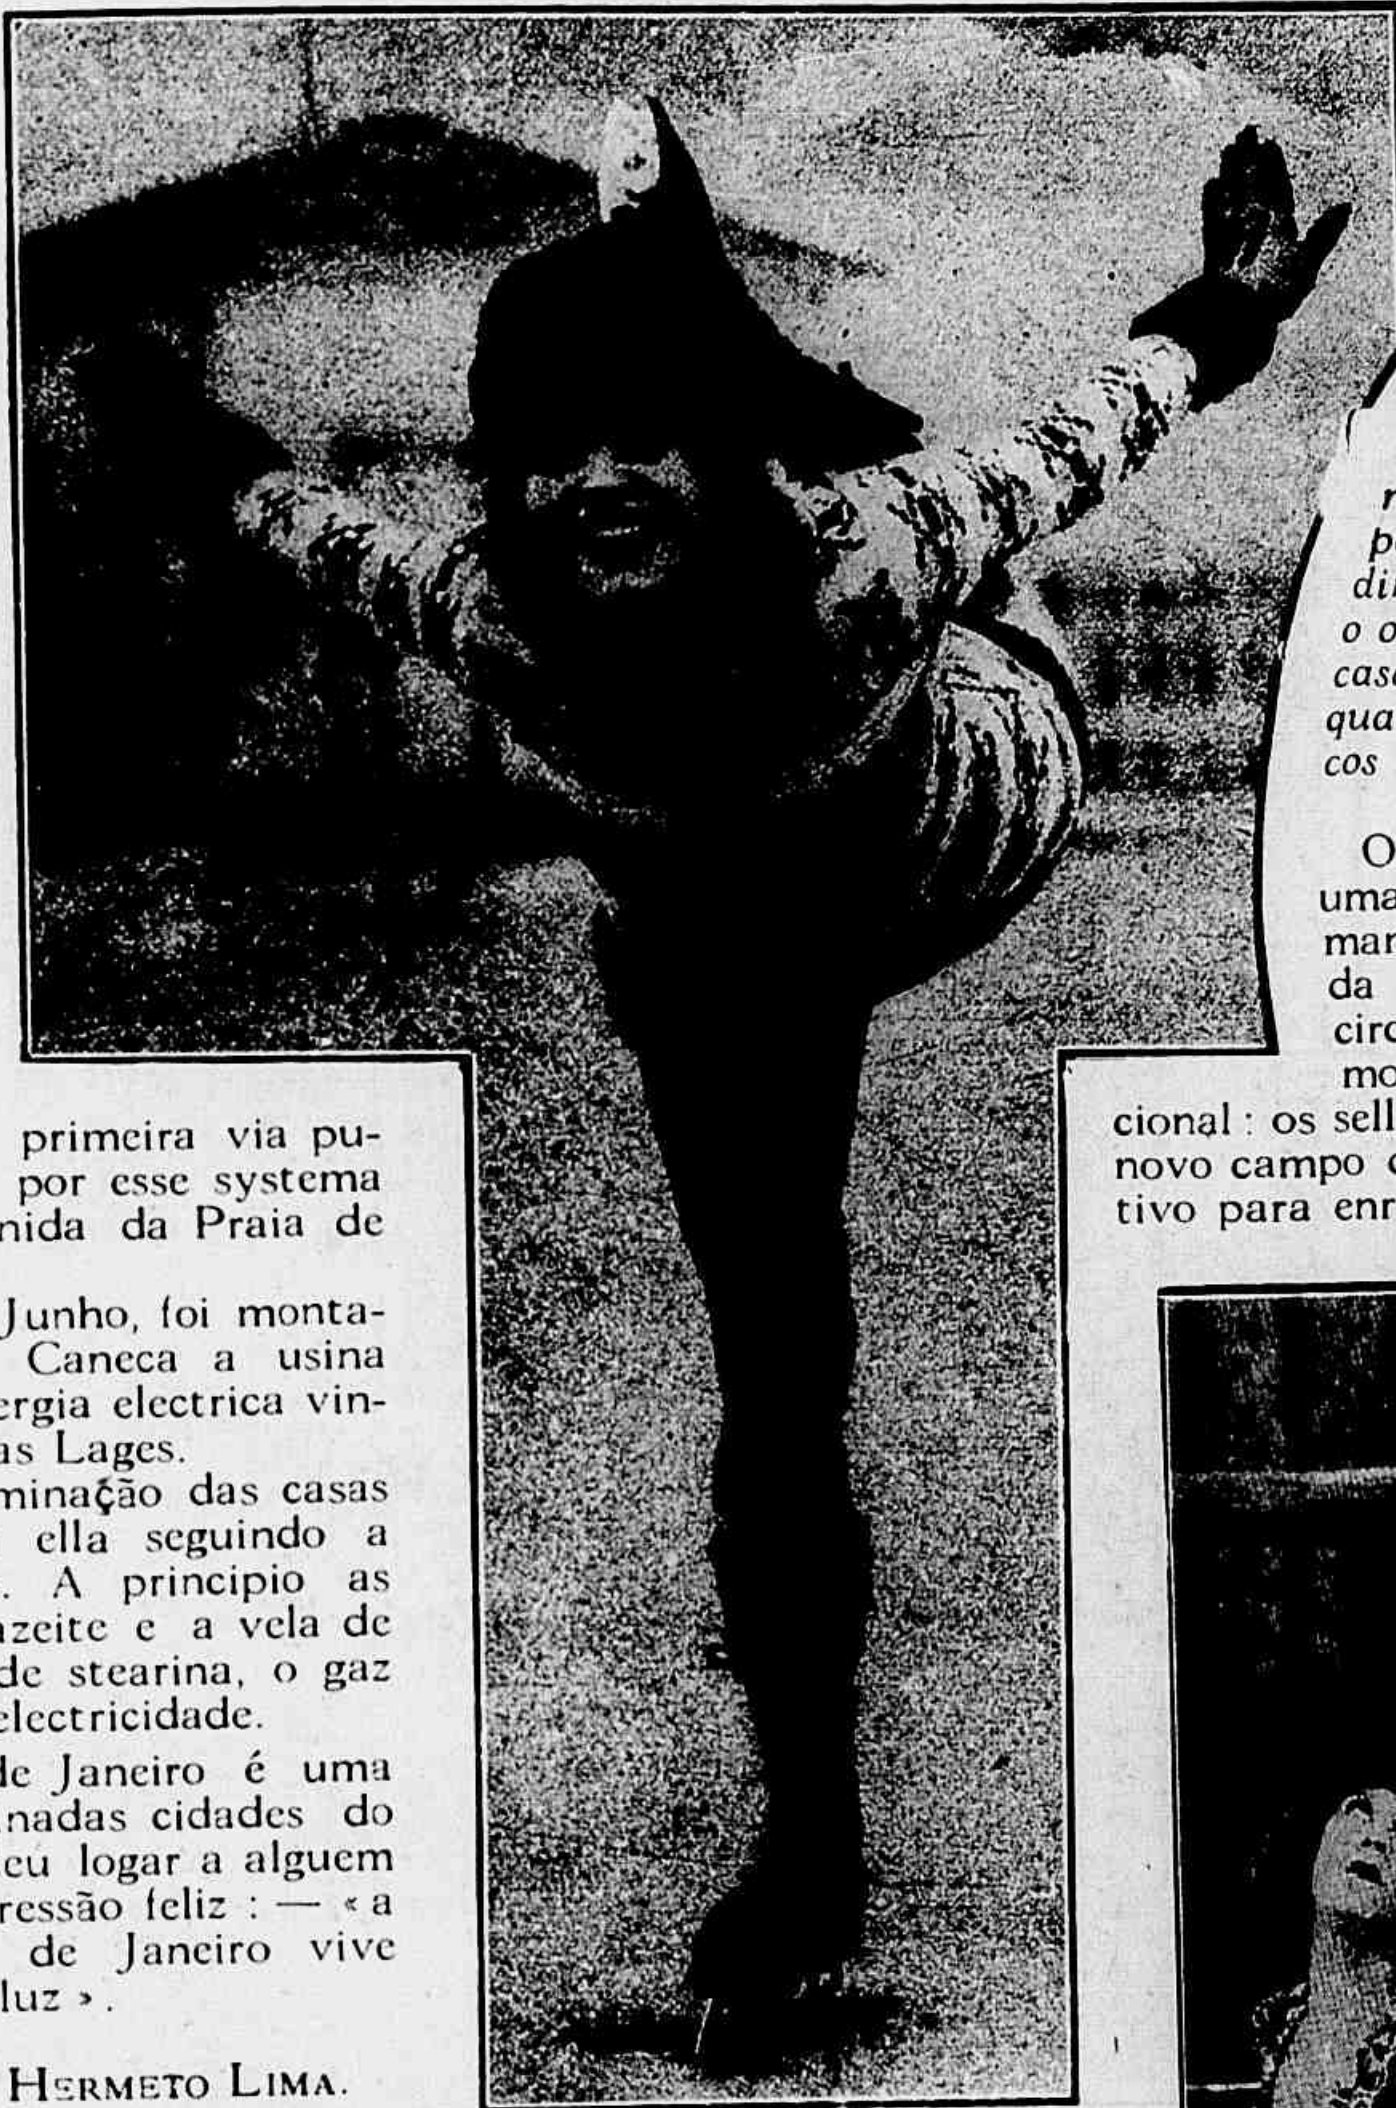 primeira via pu-
por esse systema
nida da Praia de
Junho, foi monta-
Caneca a usina
ergia electrica vin-
as Lages.
minação das casas
ella seguindo a
. A principio as
azeite e a vela de
de stearina, o gaz
electricidade.
de Janeiro é uma
nadas cidades do
eu logar a alguem
ressão feliz : — « a
de Janeiro vive
luz » .
HERMETO LIMA.
o o
cas
qua
cos
O
uma
mar
da
circ
mo
cional : os sell
novo campo
tivo para enr